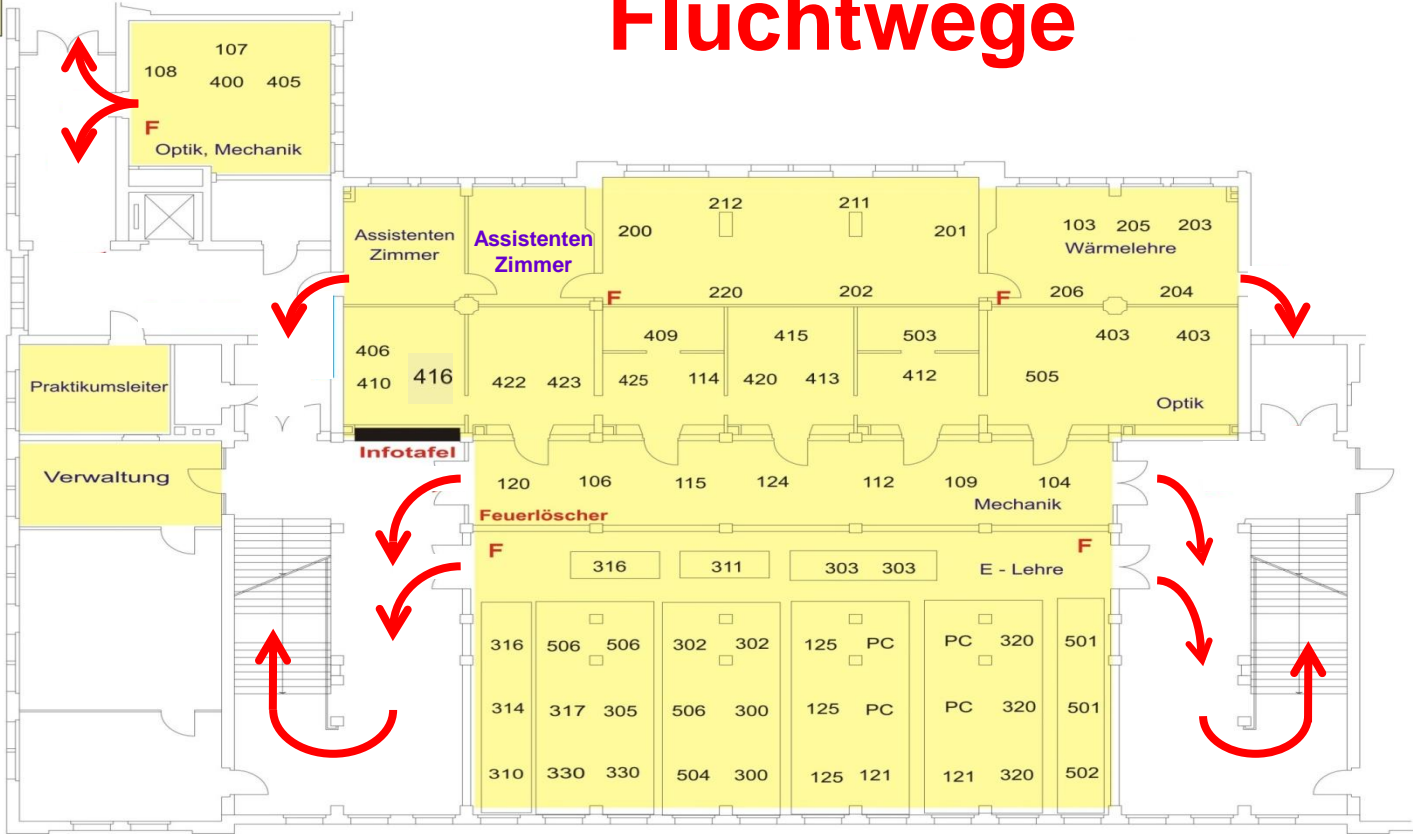 Fluchtwege
107
108 400 405
F
Optik, Mechanik
212 211
200 201
103 205 203
Wärmelehre
Assistenten
Zimmer
Assistenten
Zimmer
F 220 202
F 206 204
409 415 503 403 403
406
410 416 422 423 425 114 420 413 412 505
Praktikumsleiter
Optik
Infotafel
Verwaltung
120 106 115 124 112 109 104
Feuerlöscher
Mechanik
F F
316 311 303 303 E - Lehre
316 506 506 302 302 125 PC PC 320 501
314 317 305 506 300 125 PC PC 320 501
310 330 330 504 300 125 121 121 320 502